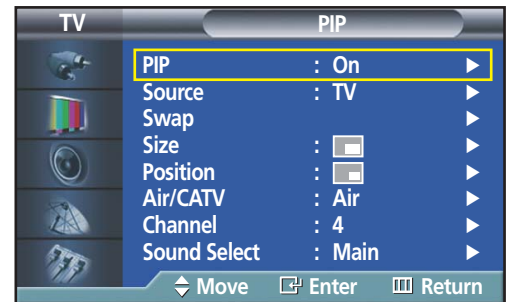 TV PIP
PIP : On
Source : TV
Swap
Size :
Position :
Air/CATV : Air
Channel : 4
Sound Select : Main
Move Enter Return